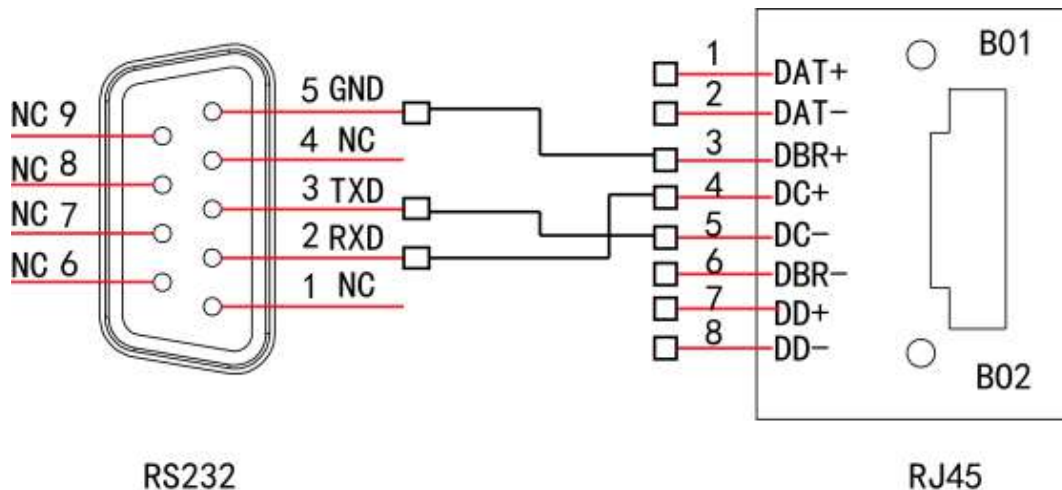 NC 9
NC 8
NC 7
NC 6
5 GND
4 NC
3 TXD
2 RXD
1 NC
1 DAT+
2 DAT-
3 DBR+
4 DC+
5 DC-
6 DBR-
7 DD+
8 DD-
B01
B02
RS232
RJ45